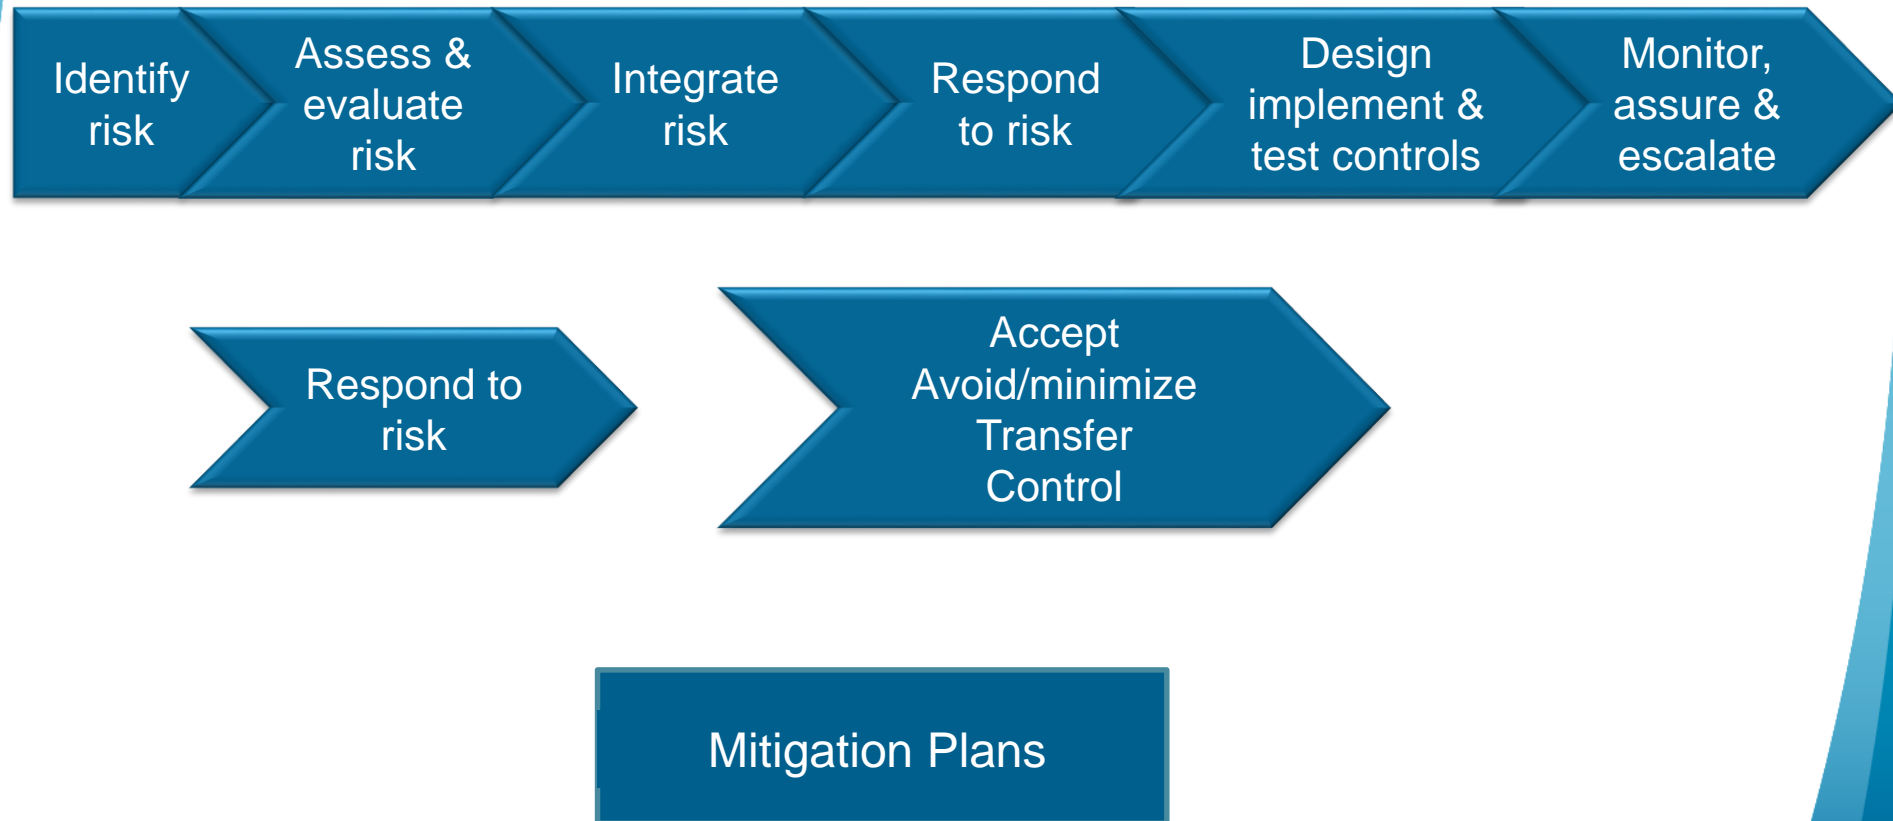 Identify
risk
Assess &
evaluate
risk
Integrate
risk
Respond
to risk
Design
implement &
test controls
Monitor,
assure &
escalate
Respond to
risk
Accept
Avoid/minimize
Transfer
Control
Mitigation Plans